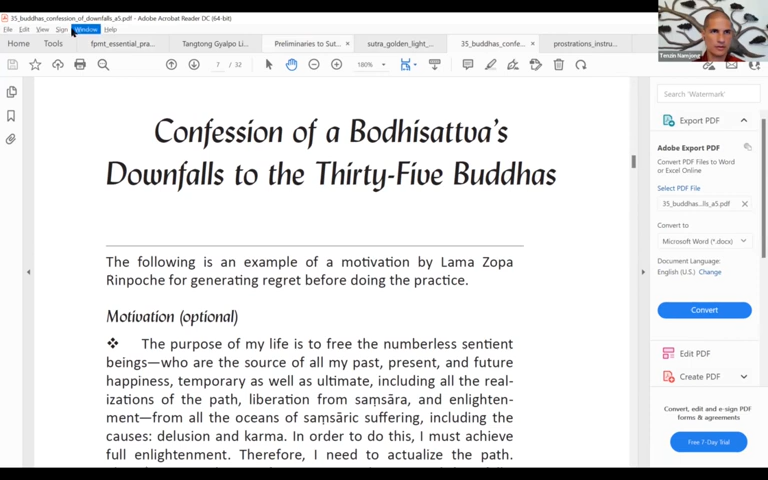 35_buddhas_confession_of_downfalls_a5.pdf - Adobe Acrobat Reader DC (64-bit)
File Edit View Sign Window Help
Home Tools fpmt_essential_pra... Tangtong Gyalpo Li... Preliminaries to Sut... × sutra_golden_light_... 35_buddhas_confe... × prostrations_instru...
7 / 32 180%
Tenzin Namjong
Search 'Watermark'
Export PDF
Adobe Export PDF
Convert PDF Files to Word
or Excel Online
Select PDF File
35_buddhas...lls_a5.pdf ×
Convert to
Microsoft Word (*.docx)
Document Language:
English (U.S.) Change
Convert
Edit PDF
Create PDF
Convert, edit and e-sign PDF
forms & agreements
Free 7-Day Trial
Confession of a Bodhisattva's
Downfalls to the Thirty-Five Buddhas
The following is an example of a motivation by Lama Zopa
Rinpoche for generating regret before doing the practice.
Motivation (optional)
❖ The purpose of my life is to free the numberless sentient
beings—who are the source of all my past, present, and future
happiness, temporary as well as ultimate, including all the real-
izations of the path, liberation from saṃsāra, and enlighten-
ment—from all the oceans of saṃsāric suffering, including the
causes: delusion and karma. In order to do this, I must achieve
full enlightenment. Therefore, I need to actualize the path.